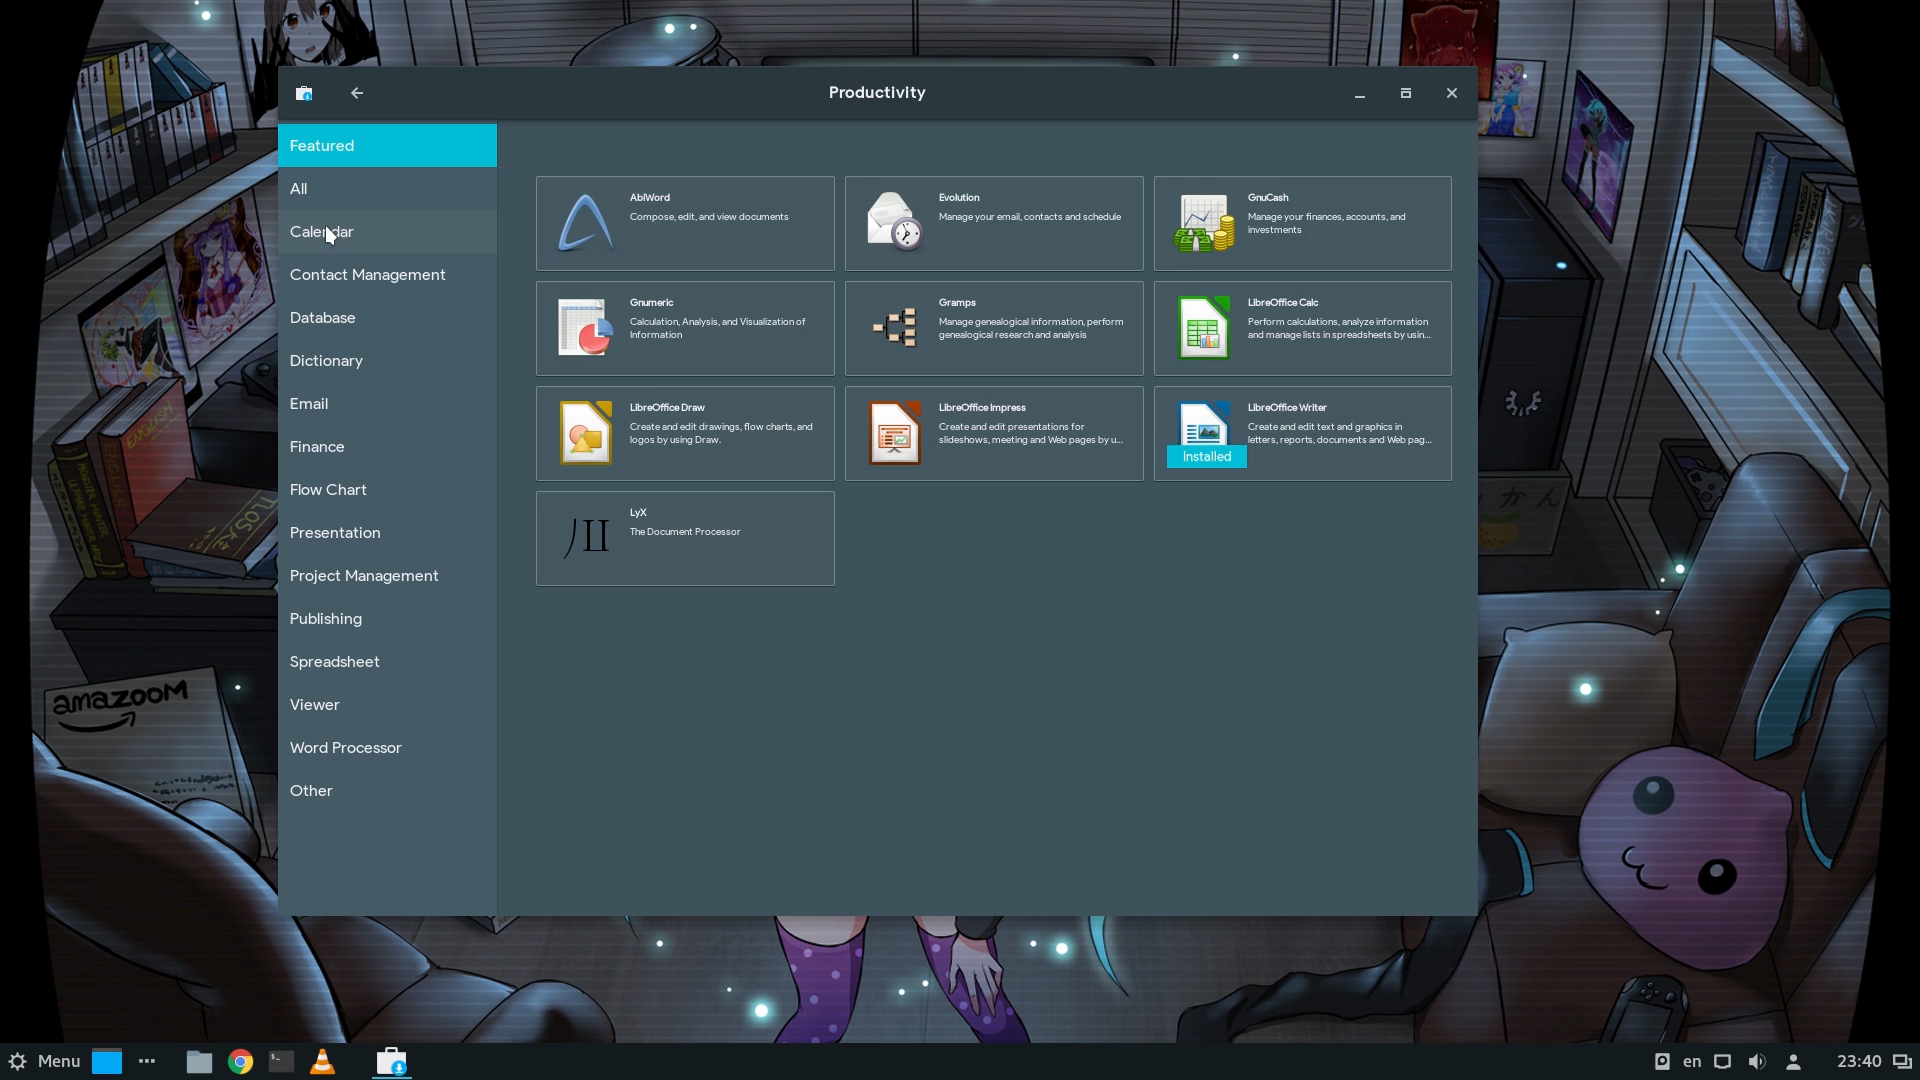 Productivity
Featured
All
Calendar
Contact Management
Database
Dictionary
Email
Finance
Flow Chart
Presentation
Project Management
Publishing
Spreadsheet
Viewer
Word Processor
Other
AbiWord
Compose, edit, and view documents
Evolution
Manage your email, contacts and schedule
GnuCash
Manage your finances, accounts, and
investments
Gnumeric
Calculation, Analysis, and Visualization of
Information
Gramps
Manage genealogical information, perform
genealogical research and analysis
LibreOffice Calc
Perform calculations, analyze information
and manage lists in spreadsheets by usin...
LibreOffice Draw
Create and edit drawings, flow charts, and
logos by using Draw.
LibreOffice Impress
Create and edit presentations for
slideshows, meeting and Web pages by u...
LibreOffice Writer
Create and edit text and graphics in
letters, reports, documents and Web pag...
Installed
LyX
The Document Processor
ENGLISH
ENGLISH
amazooM
かん
Menu
en
23:40